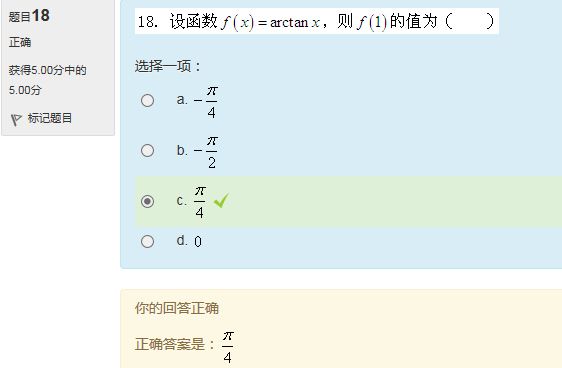 题目18
正确
获得5.00分中的
5.00分
标记题目
18. 设函数 f(x)=arctan x，则 f(1)的值为（　　）
选择一项：
a. -π/4
b. -π/2
c. π/4
d. 0
你的回答正确
正确答案是： π/4